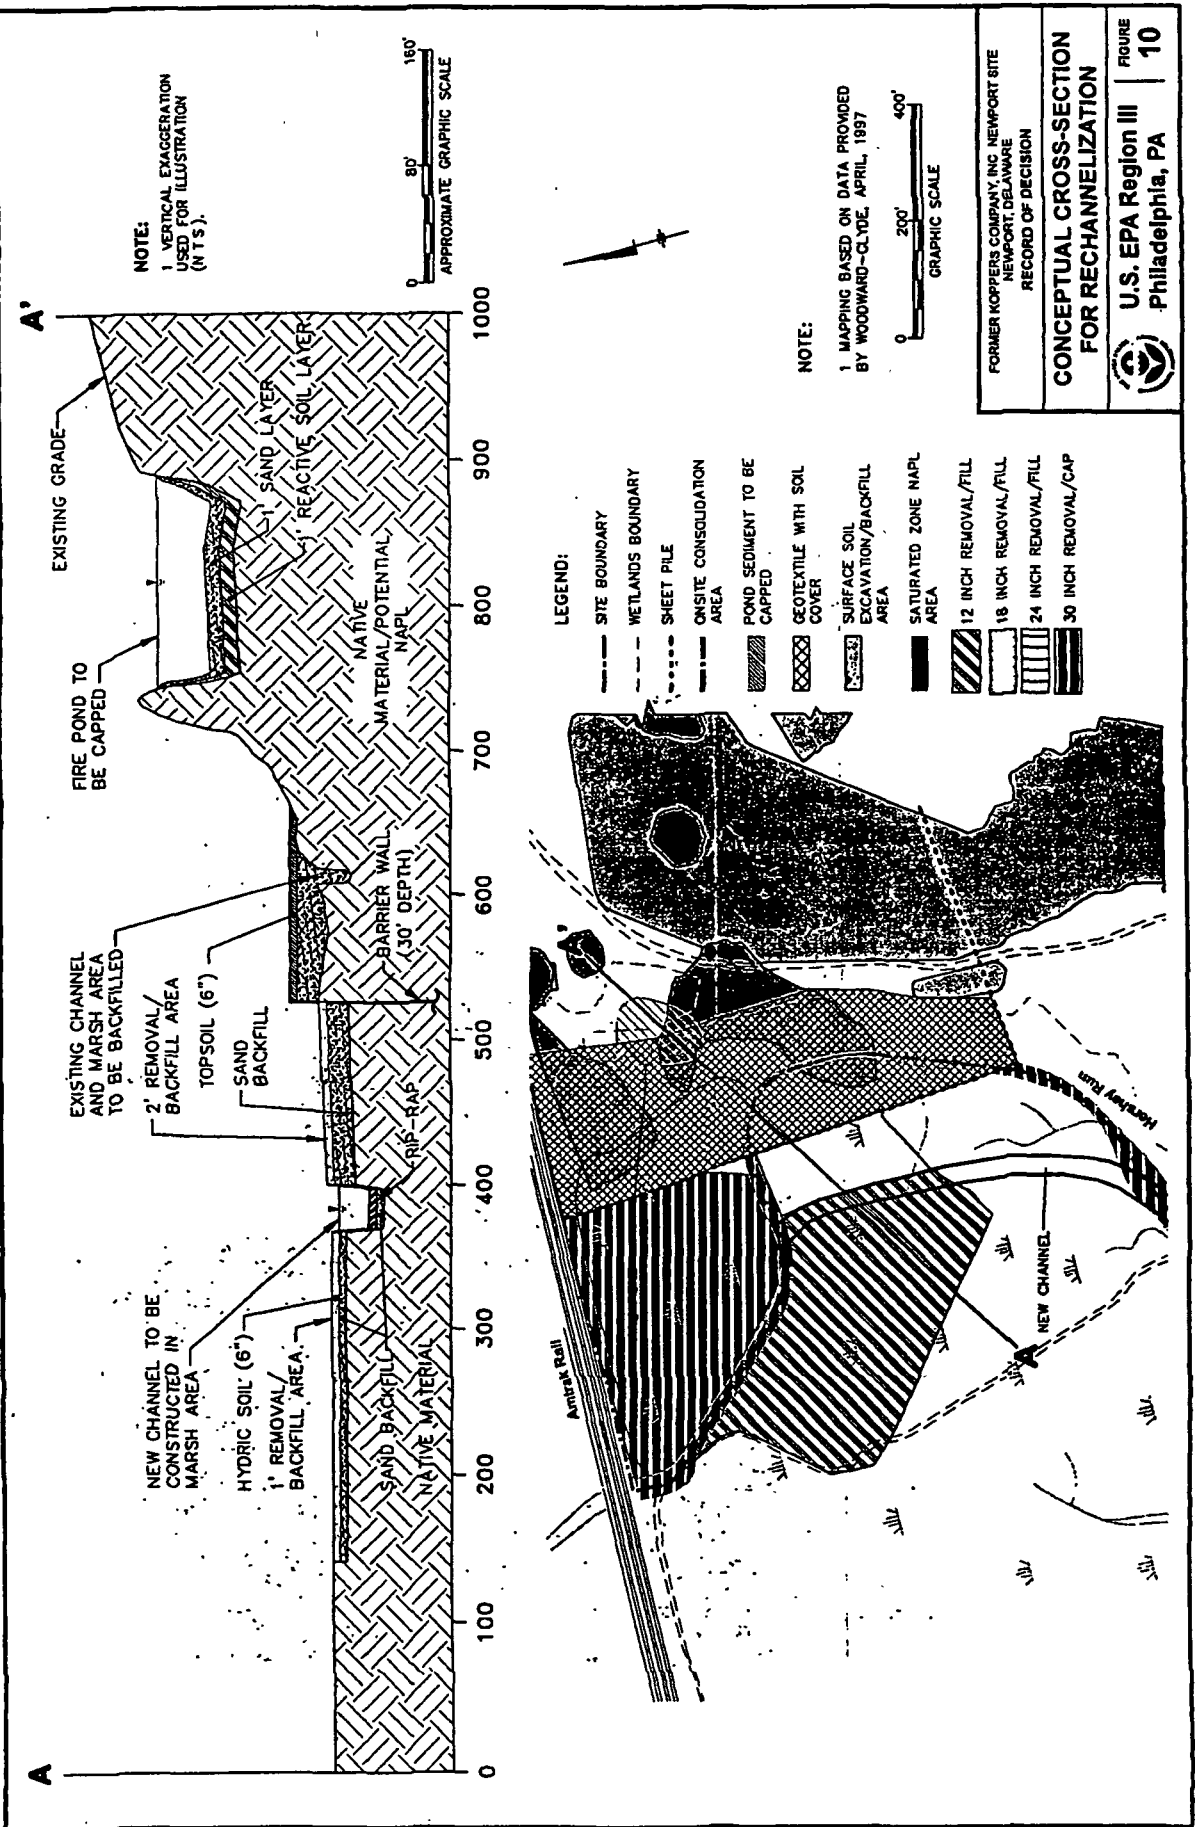 A
A'
NOTE:
1 VERTICAL EXAGGERATION
USED FOR ILLUSTRATION
(N T S).
EXISTING GRADE
FIRE POND TO
BE CAPPED
EXISTING CHANNEL
AND MARSH AREA
TO BE BACKFILLED
2' REMOVAL/
BACKFILL AREA
TOPSOIL (6")
SAND
BACKFILL
NEW CHANNEL TO BE
CONSTRUCTED IN
MARSH AREA
HYDRIC SOIL (6")
1' REMOVAL/
BACKFILL AREA
SAND BACKFILL
NATIVE MATERIAL
RIP-RAP
BARRIER WALL
(30' DEPTH)
NATIVE
MATERIAL/POTENTIAL
NAPL
1' SAND LAYER
REACTIVE SOIL LAYER
0
100
200
300
400
500
600
700
800
900
1000
0 80' 160'
APPROXIMATE GRAPHIC SCALE
Amtrak Rail
A'
A
NEW CHANNEL
Hershey Run
LEGEND:
SITE BOUNDARY
WETLANDS BOUNDARY
SHEET PILE
ONSITE CONSOLIDATION
AREA
POND SEDIMENT TO BE
CAPPED
GEOTEXTILE WITH SOIL
COVER
SURFACE SOIL
EXCAVATION/BACKFILL
AREA
SATURATED ZONE NAPL
AREA
12 INCH REMOVAL/FILL
18 INCH REMOVAL/FILL
24 INCH REMOVAL/FILL
30 INCH REMOVAL/CAP
NOTE:
1 MAPPING BASED ON DATA PROVIDED
BY WOODWARD-CLYDE, APRIL, 1997
0 200' 400'
GRAPHIC SCALE
FORMER KOPPERS COMPANY, INC NEWPORT SITE
NEWPORT, DELAWARE
RECORD OF DECISION
CONCEPTUAL CROSS-SECTION
FOR RECHANNELIZATION
U.S. EPA Region III
Philadelphia, PA
FIGURE
10